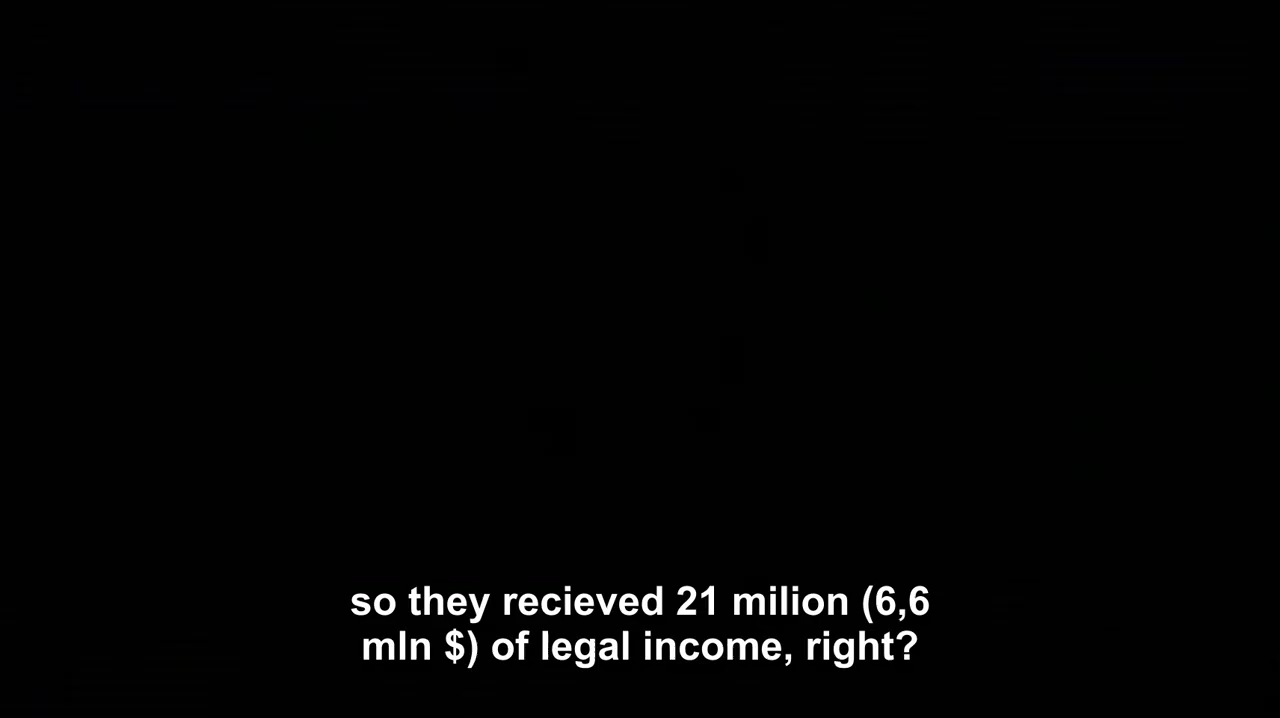 so they recieved 21 milion (6,6
mln $) of legal income, right?